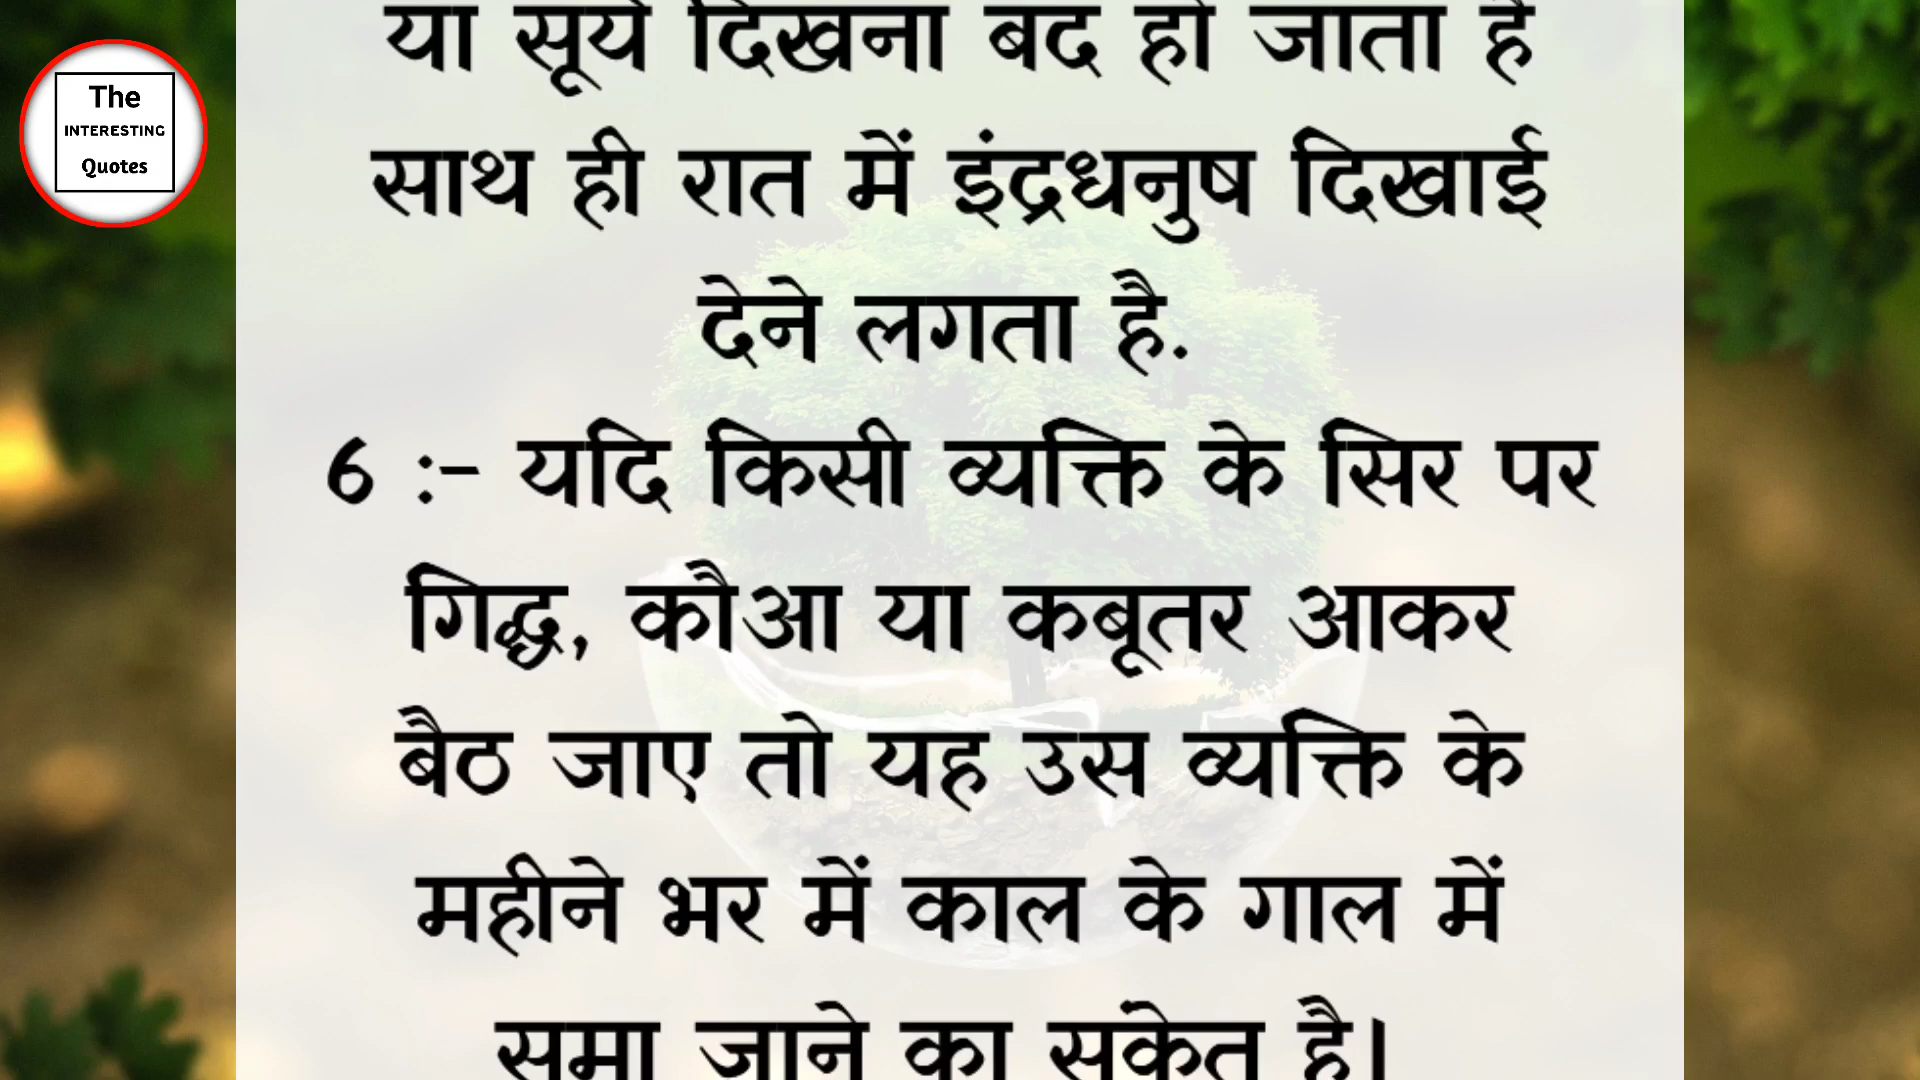 The
INTERESTING
Quotes
या सूर्य दिखना बंद हो जाता है
साथ ही रात में इंद्रधनुष दिखाई
देने लगता है.
6 :- यदि किसी व्यक्ति के सिर पर
गिद्ध, कौआ या कबूतर आकर
बैठ जाए तो यह उस व्यक्ति के
महीने भर में काल के गाल में
समा जाने का संकेत है।